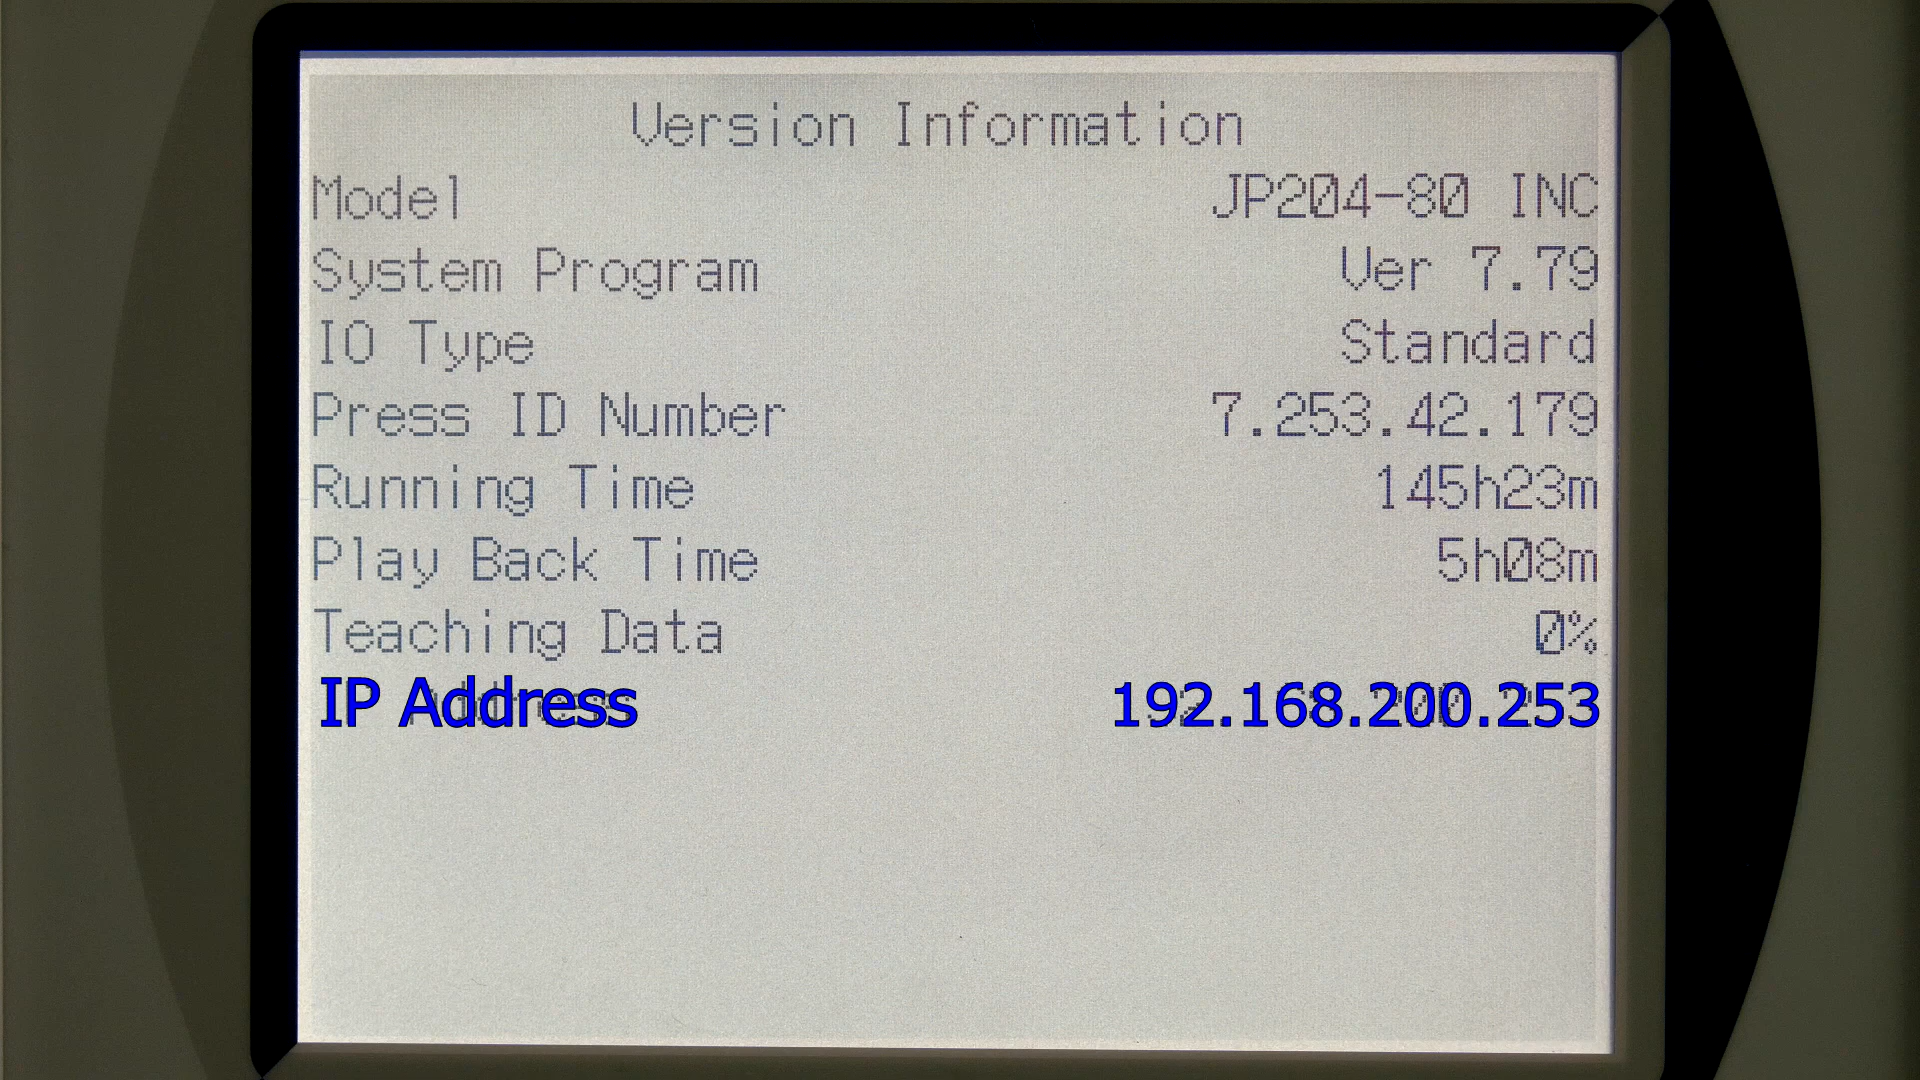 Version Information
Model JP204-80 INC
System Program Ver 7.79
IO Type Standard
Press ID Number 7.253.42.179
Running Time 145h23m
Play Back Time 5h08m
Teaching Data 0%
IP Address 192.168.200.253